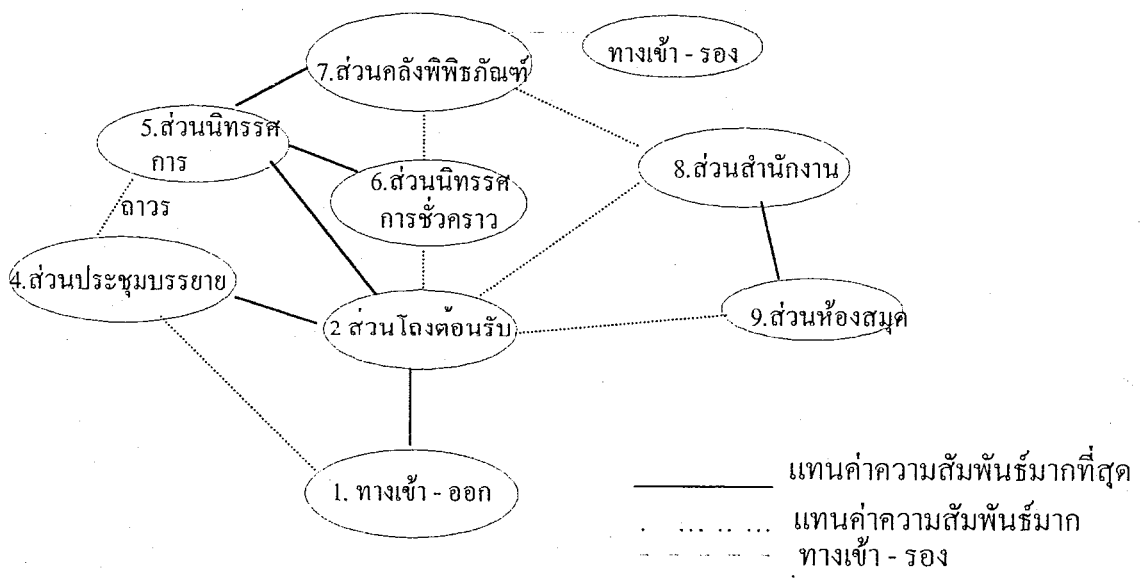 ทางเข้า - รอง
7.ส่วนคลังพิพิธภัณฑ์
5.ส่วนนิทรรศ
การ
ถาวร
6.ส่วนนิทรรศ
การชั่วคราว
8.ส่วนสำนักงาน
4.ส่วนประชุมบรรยาย
2 ส่วนโถงต้อนรับ
9.ส่วนห้องสมุด
1. ทางเข้า - ออก
แทนค่าความสัมพันธ์มากที่สุด
แทนค่าความสัมพันธ์มาก
ทางเข้า - รอง